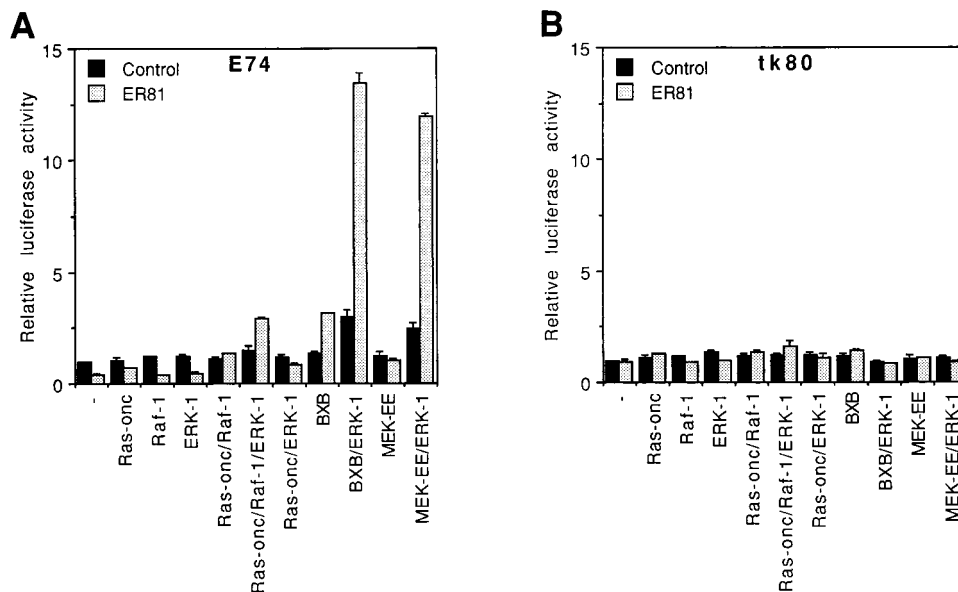 A
E74
Control
ER81
Relative luciferase activity
15
10
5
0
-
Ras-onc
Raf-1
ERK-1
Ras-onc/Raf-1
Ras-onc/Raf-1/ERK-1
Ras-onc/ERK-1
BXB
BXB/ERK-1
MEK-EE
MEK-EE/ERK-1
B
tk80
Control
ER81
Relative luciferase activity
15
10
5
0
-
Ras-onc
Raf-1
ERK-1
Ras-onc/Raf-1
Ras-onc/Raf-1/ERK-1
Ras-onc/ERK-1
BXB
BXB/ERK-1
MEK-EE
MEK-EE/ERK-1